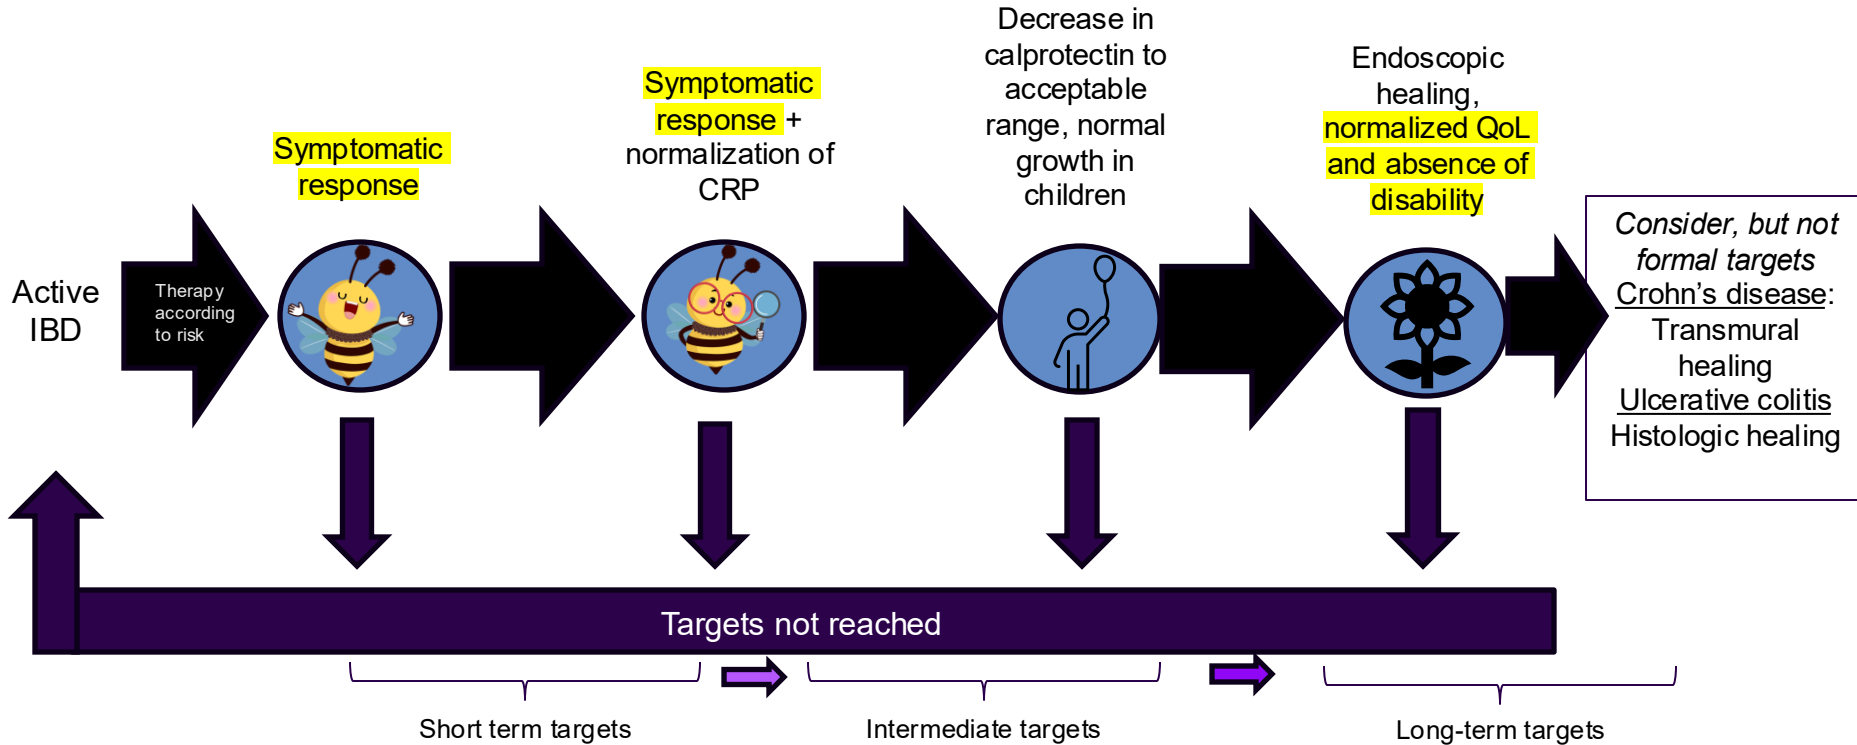 Active
IBD
Therapy
according
to risk
Symptomatic
response
Symptomatic
response +
normalization of
CRP
Decrease in
calprotectin to
acceptable
range, normal
growth in
children
Endoscopic
healing,
normalized QoL
and absence of
disability
Consider, but not
formal targets
Crohn’s disease:
Transmural
healing
Ulcerative colitis
Histologic healing
Targets not reached
Short term targets
Intermediate targets
Long-term targets